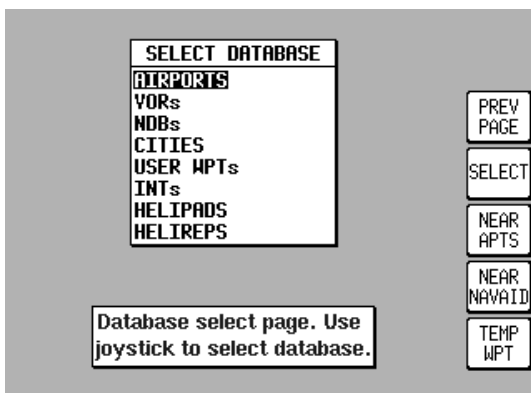 SELECT DATABASE
AIRPORTS
VORs
NDBs
CITIES
USER WPTs
INTs
HELIPADS
HELIREPS
Database select page. Use
joystick to select database.
PREV
PAGE
SELECT
NEAR
APTS
NEAR
NAVAID
TEMP
WPT